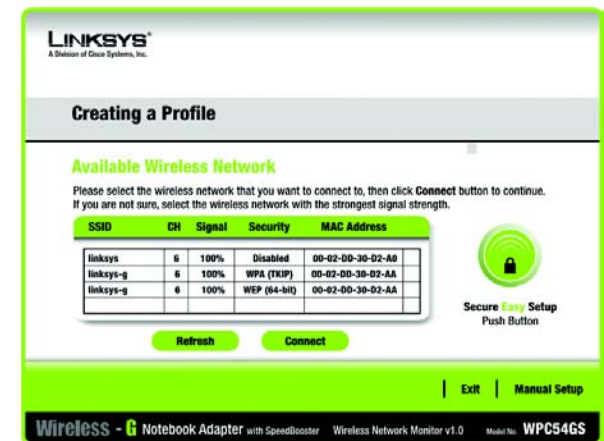 LINKSYS®
A Division of Cisco Systems, Inc.
Creating a Profile
Available Wireless Network
Please select the wireless network that you want to connect to, then click Connect button to continue.
If you are not sure, select the wireless network with the strongest signal strength.
SSID CH Signal Security MAC Address
linksys 6 100% Disabled 00-02-DD-30-D2-A0
linksys-g 6 100% WPA (TKIP) 00-02-DD-30-D2-AA
linksys-g 6 100% WEP (64-bit) 00-02-DD-30-D2-AA
Secure Easy Setup
Push Button
Refresh Connect
Exit Manual Setup
Wireless - G Notebook Adapter with SpeedBooster Wireless Network Monitor v1.0 Model No. WPC54GS